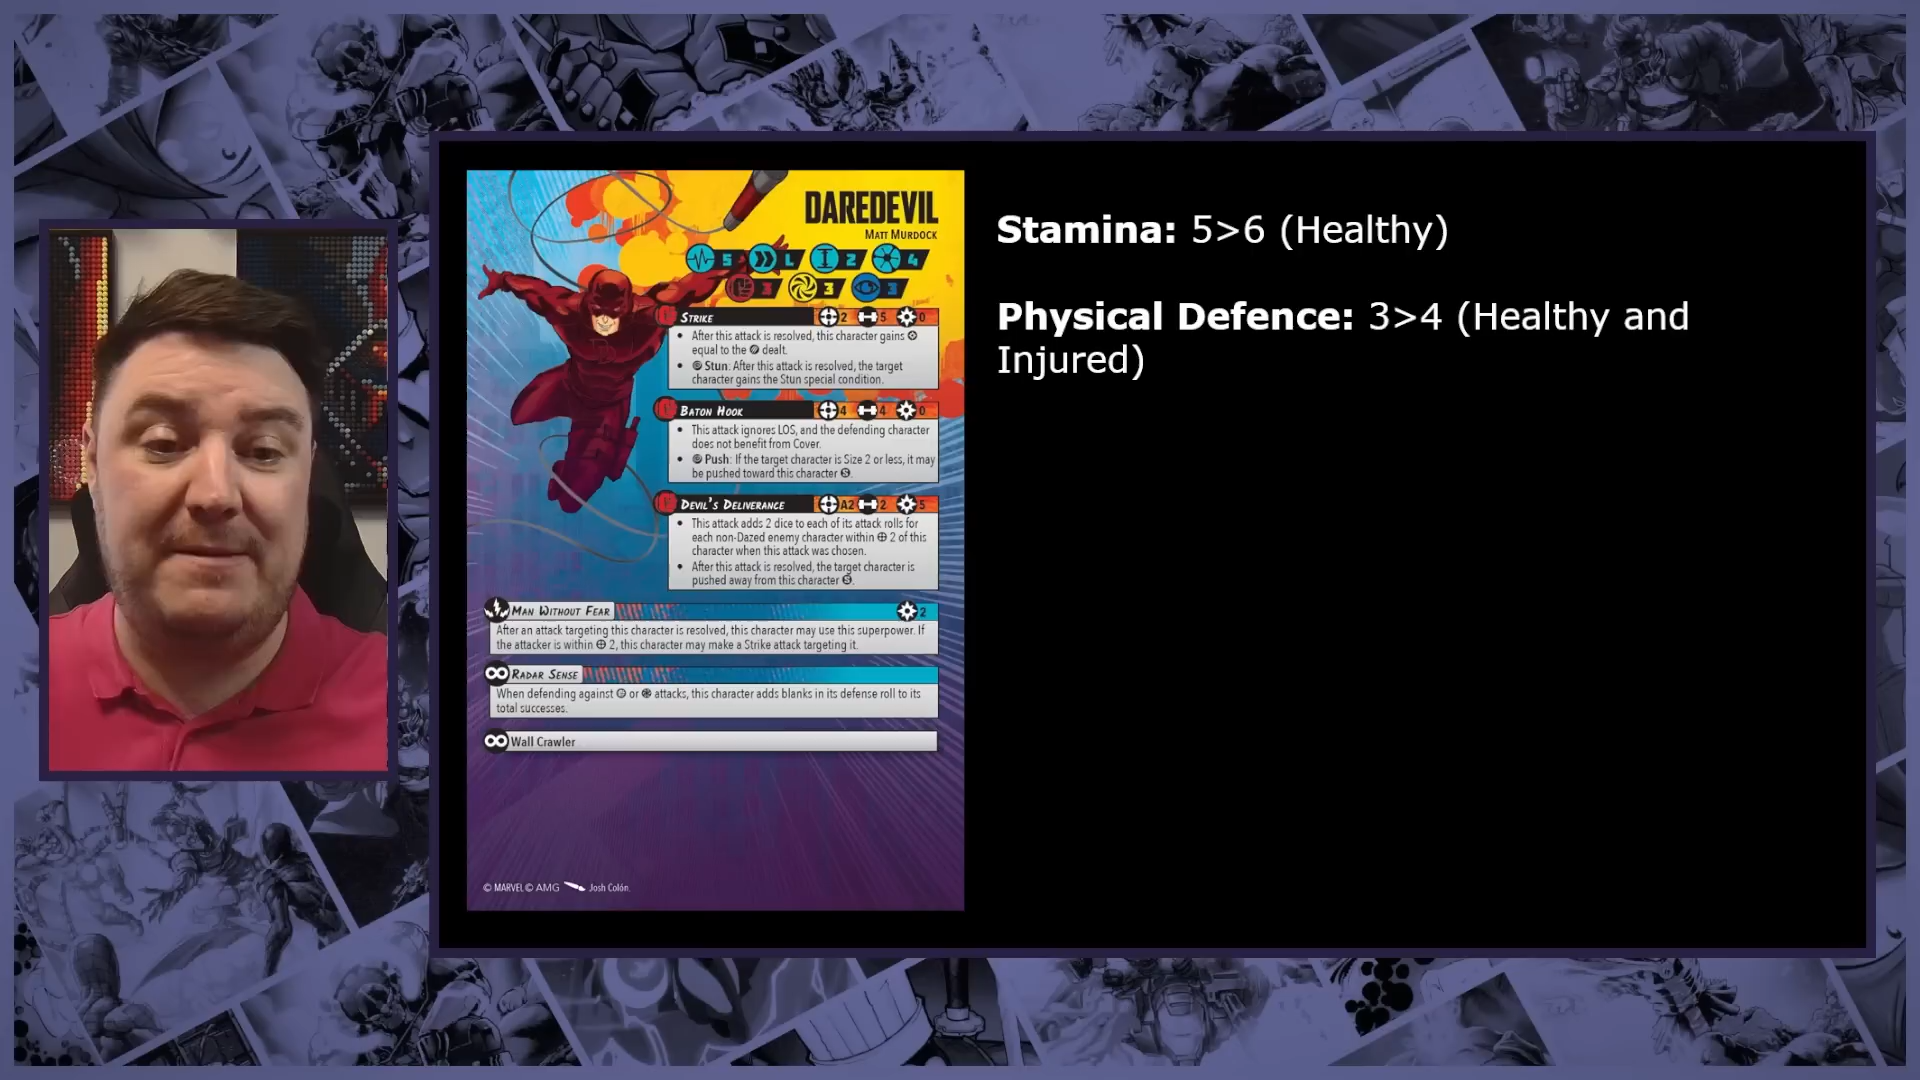 DAREDEVIL
Matt Murdock
5 L 2 4
3 3 3
Strike 2 5 0
• After this attack is resolved, this character gains
equal to the dealt.
• Stun: After this attack is resolved, the target
character gains the Stun special condition.
Baton Hook 4 4 0
• This attack ignores LOS, and the defending character
does not benefit from Cover.
• Push: If the target character is Size 2 or less, it may
be pushed toward this character S.
Devil's Deliverance A2 2 5
• This attack adds 2 dice to each of its attack rolls for
each non-Dazed enemy character within 2 of this
character when this attack was chosen.
• After this attack is resolved, the target character is
pushed away from this character S.
Man Without Fear 2
After an attack targeting this character is resolved, this character may use this superpower. If
the attacker is within 2, this character may make a Strike attack targeting it.
Radar Sense
When defending against or attacks, this character adds blanks in its defense roll to its
total successes.
Wall Crawler
© MARVEL © AMG Josh Colón.
Stamina: 5>6 (Healthy)
Physical Defence: 3>4 (Healthy and
Injured)